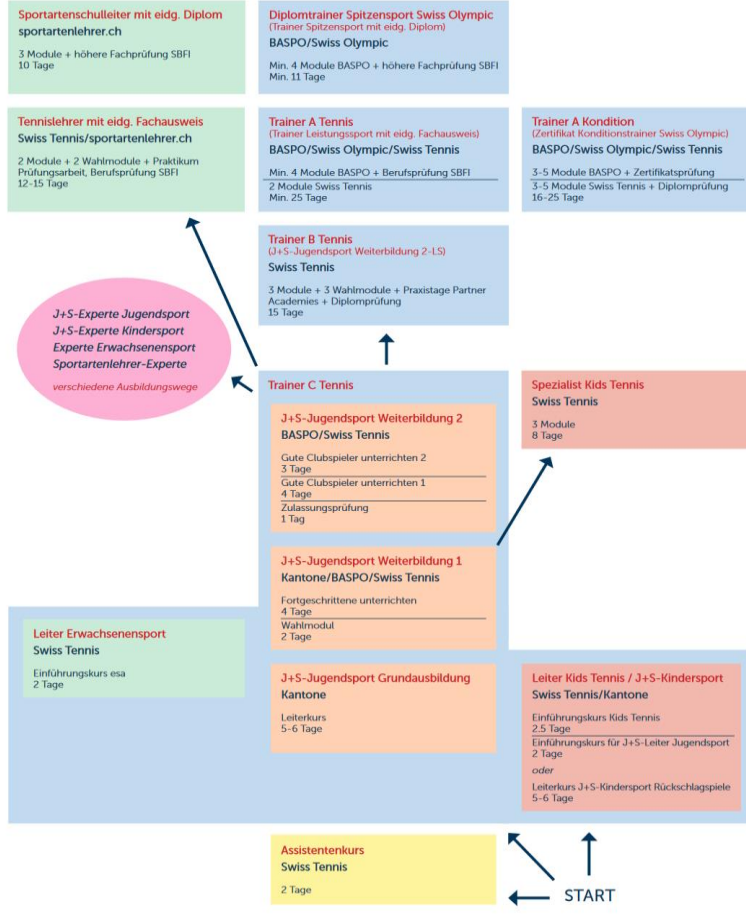 Sportartenschulleiter mit eidg. Diplom
sportartenlehrer.ch
3 Module + höhere Fachprüfung SBFI
10 Tage
Diplomtrainer Spitzensport Swiss Olympic
(Trainer Spitzensport mit eidg. Diplom)
BASPO/Swiss Olympic
Min. 4 Module BASPO + höhere Fachprüfung SBFI
Min. 11 Tage
Tennislehrer mit eidg. Fachausweis
Swiss Tennis/sportartenlehrer.ch
2 Module + 2 Wahlmodule + Praktikum
Prüfungsarbeit, Berufsprüfung SBFI
12-15 Tage
Trainer A Tennis
(Trainer Leistungssport mit eidg. Fachausweis)
BASPO/Swiss Olympic/Swiss Tennis
Min. 4 Module BASPO + Berufsprüfung SBFI
2 Module Swiss Tennis
Min. 25 Tage
Trainer A Kondition
(Zertifikat Konditionstrainer Swiss Olympic)
BASPO/Swiss Olympic/Swiss Tennis
3-5 Module BASPO + Zertifikatsprüfung
3-5 Module Swiss Tennis + Diplomprüfung
16-25 Tage
Trainer B Tennis
(J+S-Jugendsport Weiterbildung 2-LS)
Swiss Tennis
3 Module + 3 Wahlmodule + Praxistage Partner
Academies + Diplomprüfung
15 Tage
J+S-Experte Jugendsport
J+S-Experte Kindersport
Experte Erwachsenensport
Sportartenlehrer-Experte
verschiedene Ausbildungswege
Trainer C Tennis
J+S-Jugendsport Weiterbildung 2
BASPO/Swiss Tennis
Gute Clubspieler unterrichten 2
3 Tage
Gute Clubspieler unterrichten 1
4 Tage
Zulassungsprüfung
1 Tag
Spezialist Kids Tennis
Swiss Tennis
3 Module
8 Tage
J+S-Jugendsport Weiterbildung 1
Kantone/BASPO/Swiss Tennis
Fortgeschrittene unterrichten
4 Tage
Wahlmodul
2 Tage
Leiter Erwachsenensport
Swiss Tennis
Einführungskurs esa
2 Tage
J+S-Jugendsport Grundausbildung
Kantone
Leiterkurs
5-6 Tage
Leiter Kids Tennis / J+S-Kindersport
Swiss Tennis/Kantone
Einführungskurs Kids Tennis
2.5 Tage
Einführungskurs für J+S-Leiter Jugendsport
2 Tage
oder
Leiterkurs J+S-Kindersport Rückschlagspiele
5-6 Tage
Assistentenkurs
Swiss Tennis
2 Tage
START